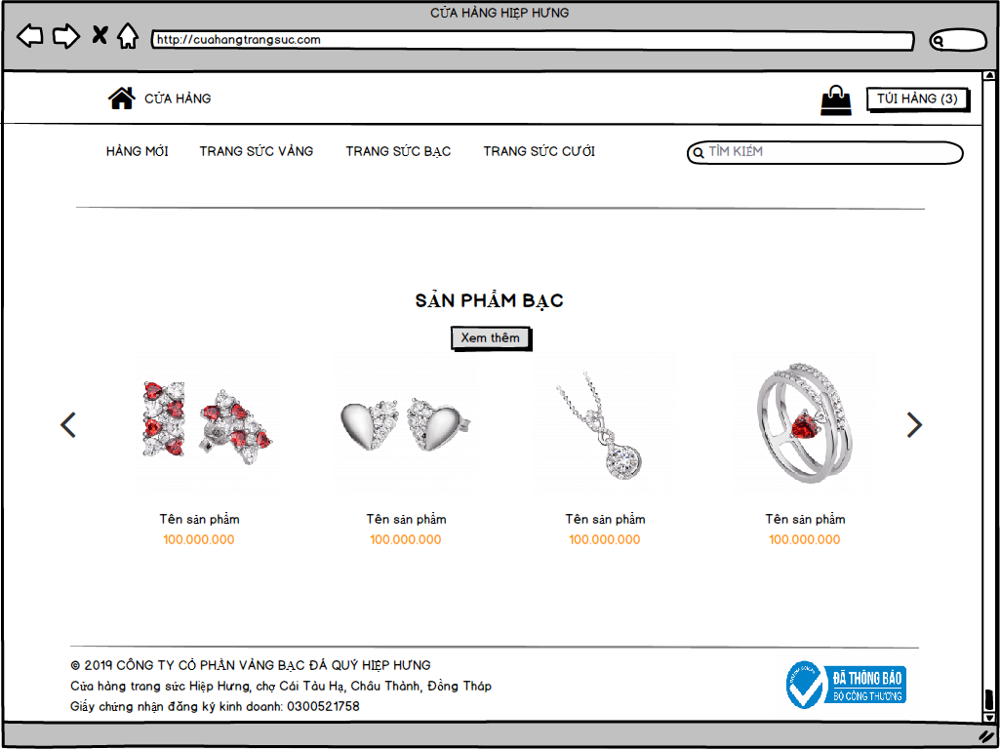 CỬA HÀNG HIỆP HƯNG
http://cuahangtrangsuc.com
CỬA HÀNG
TÚI HÀNG (3)
HÀNG MỚI TRANG SỨC VÀNG TRANG SỨC BẠC TRANG SỨC CƯỚI
TÌM KIẾM
SẢN PHẨM BẠC
Xem thêm
Tên sản phẩm Tên sản phẩm Tên sản phẩm Tên sản phẩm
100.000.000 100.000.000 100.000.000 100.000.000
© 2019 CÔNG TY CỔ PHẦN VÀNG BẠC ĐÁ QUÝ HIỆP HƯNG
Cửa hàng trang sức Hiệp Hưng, chợ Cái Tàu Hạ, Châu Thành, Đồng Tháp
Giấy chứng nhận đăng ký kinh doanh: 0300521758
ĐÃ THÔNG BÁO
BỘ CÔNG THƯƠNG